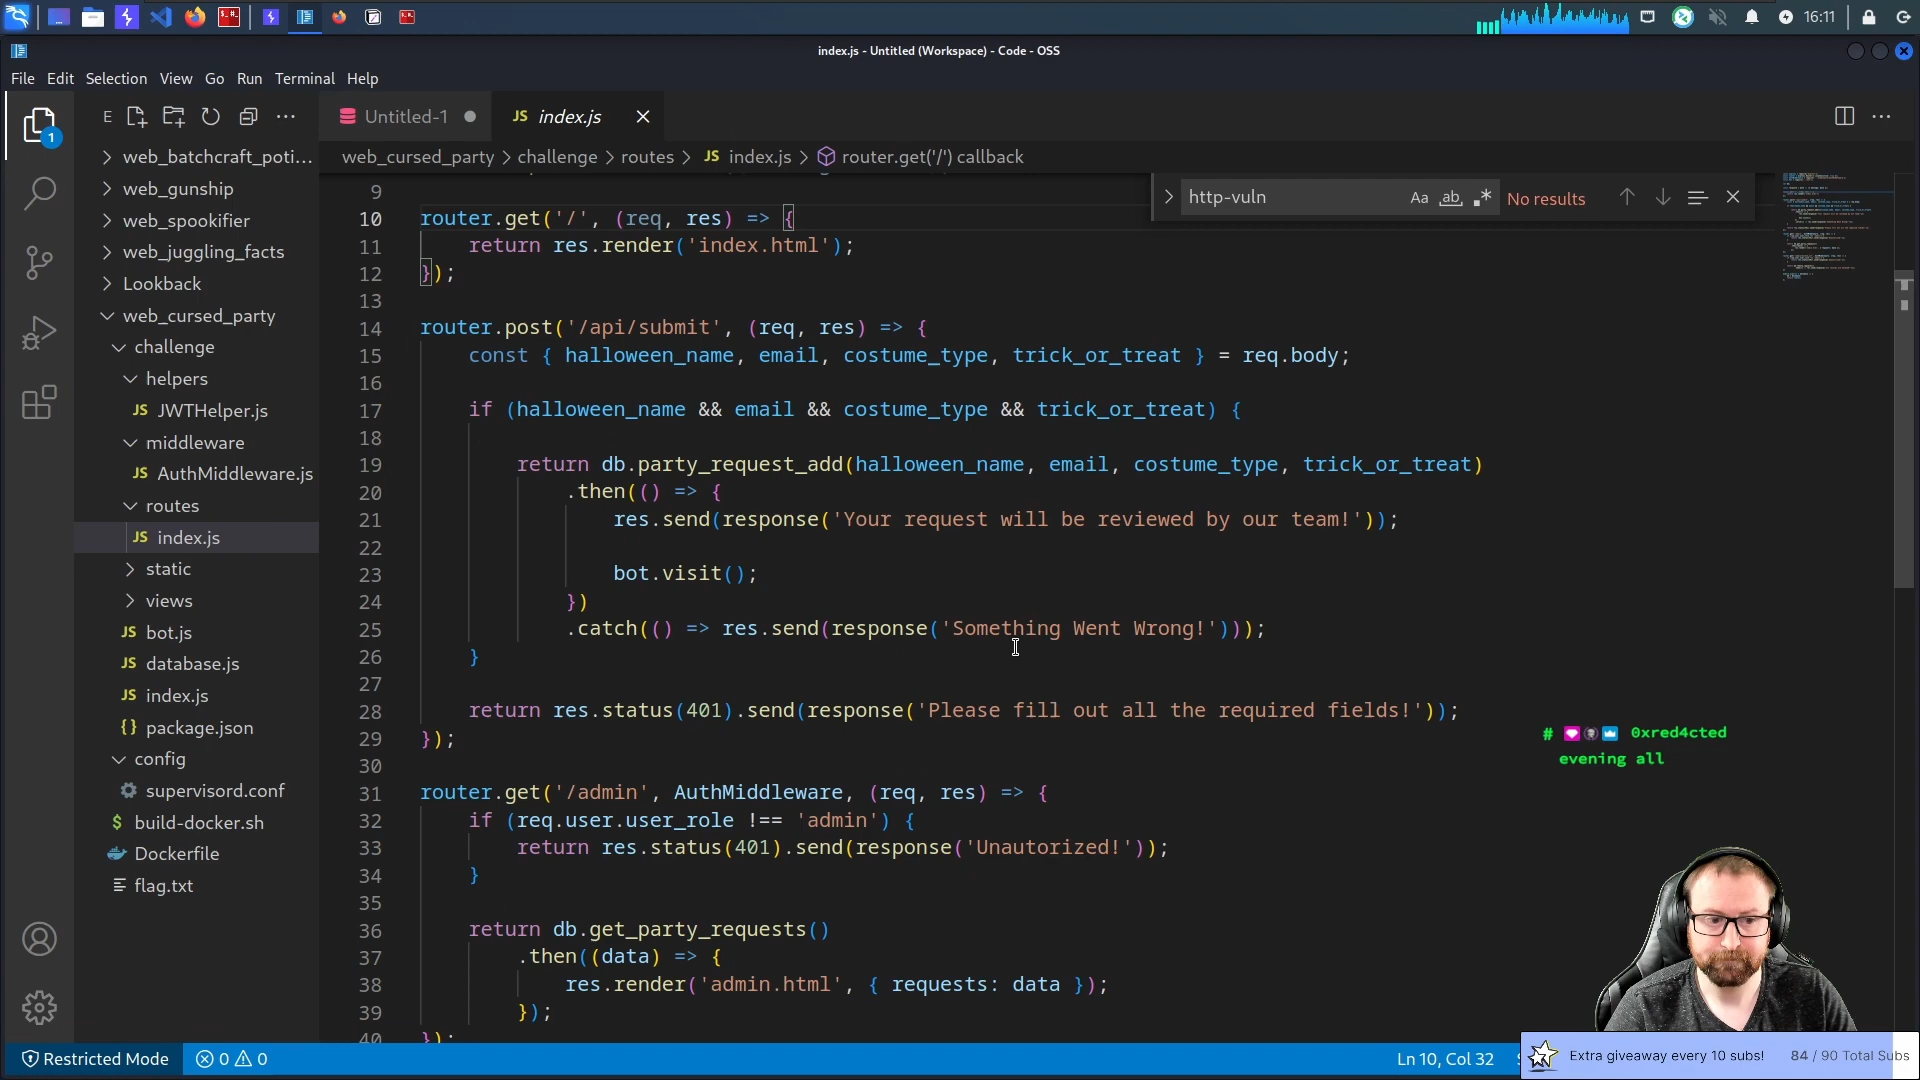 16:11
index.js - Untitled (Workspace) - Code - OSS
File Edit Selection View Go Run Terminal Help
E
Untitled-1
JS index.js
1
web_cursed_party > challenge > routes > JS index.js > router.get('/') callback
web_batchcraft_poti...
web_gunship
web_spookifier
web_juggling_facts
Lookback
web_cursed_party
challenge
helpers
JS JWTHelper.js
middleware
JS AuthMiddleware.js
routes
JS index.js
static
views
JS bot.js
JS database.js
JS index.js
{} package.json
config
supervisord.conf
$ build-docker.sh
Dockerfile
flag.txt
http-vuln
Aa ab
No results
9
10 router.get('/', (req, res) => {
11 return res.render('index.html');
12 });
13
14 router.post('/api/submit', (req, res) => {
15 const { halloween_name, email, costume_type, trick_or_treat } = req.body;
16
17 if (halloween_name && email && costume_type && trick_or_treat) {
18
19 return db.party_request_add(halloween_name, email, costume_type, trick_or_treat)
20 .then(() => {
21 res.send(response('Your request will be reviewed by our team!'));
22
23 bot.visit();
24 })
25 .catch(() => res.send(response('Something Went Wrong!')));
26 }
27
28 return res.status(401).send(response('Please fill out all the required fields!'));
29 });
30
31 router.get('/admin', AuthMiddleware, (req, res) => {
32 if (req.user.user_role !== 'admin') {
33 return res.status(401).send(response('Unautorized!'));
34 }
35
36 return db.get_party_requests()
37 .then((data) => {
38 res.render('admin.html', { requests: data });
39 });
40 });
# 0xred4cted
evening all
Restricted Mode
0 0
Ln 10, Col 32
Extra giveaway every 10 subs! 84 / 90 Total Subs